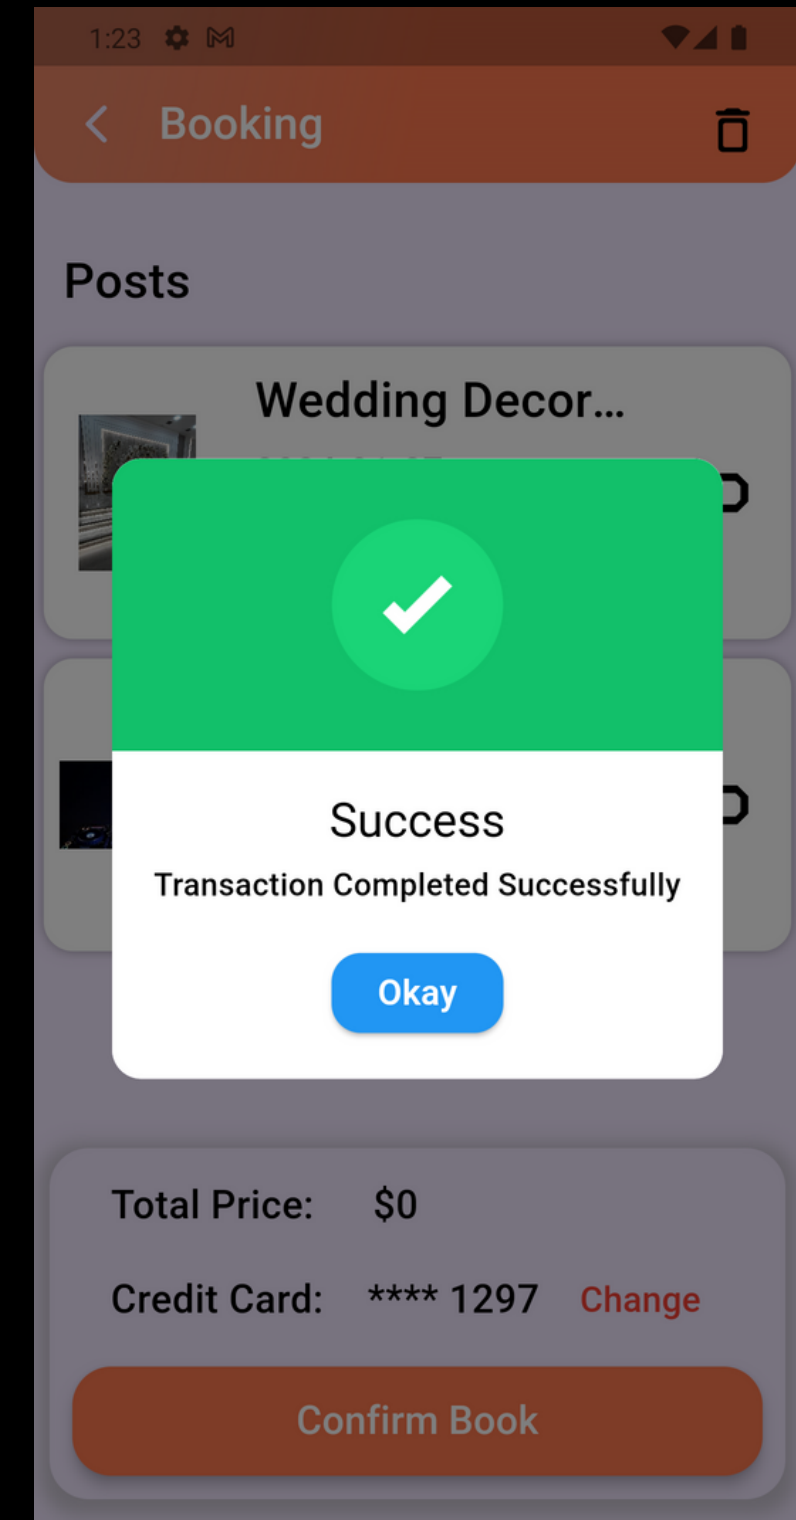 1:23
Booking
Posts
Wedding Decor...
Success
Transaction Completed Successfully
Okay
Total Price: $0
Credit Card: **** 1297 Change
Confirm Book